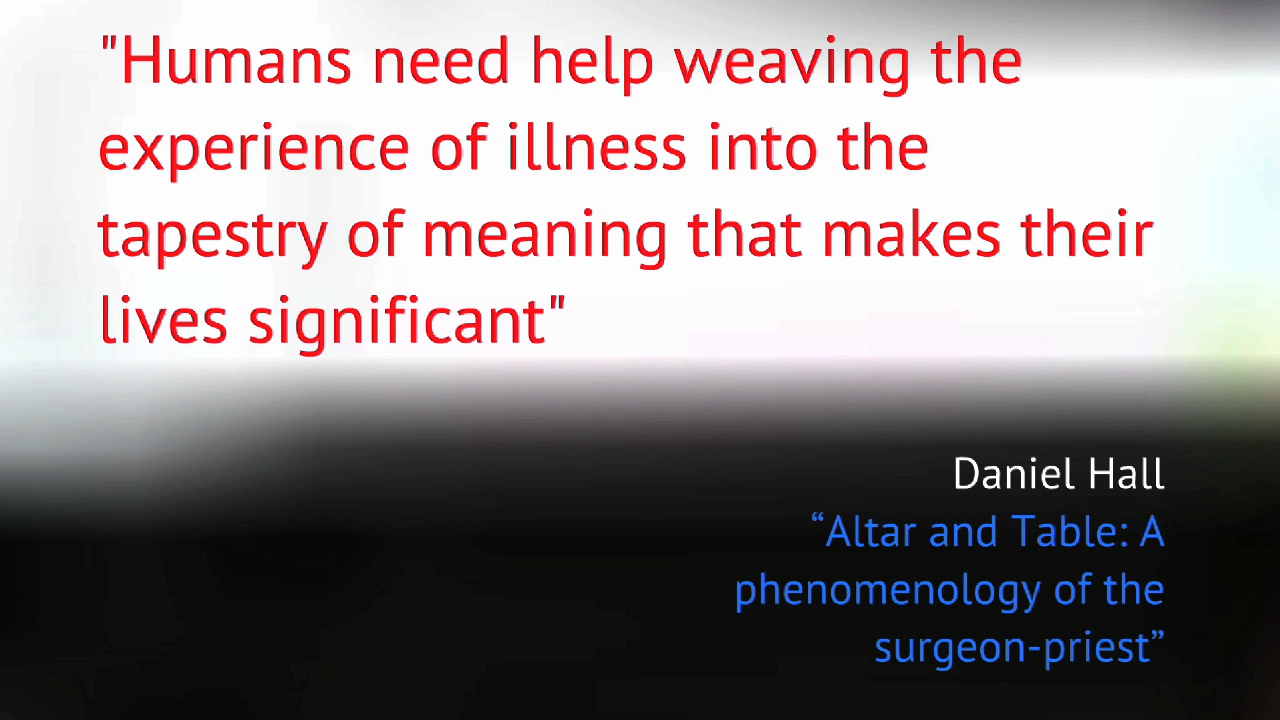 "Humans need help weaving the
experience of illness into the
tapestry of meaning that makes their
lives significant"
Daniel Hall
“Altar and Table: A
phenomenology of the
surgeon-priest”